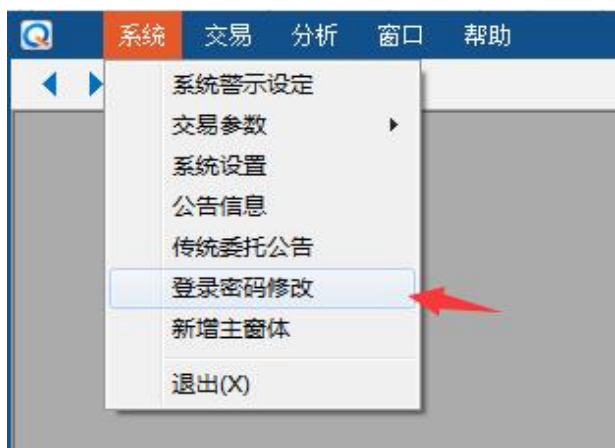 系统 交易 分析 窗口 帮助
系统警示设定
交易参数
系统设置
公告信息
传统委托公告
登录密码修改
新增主窗体
退出(X)